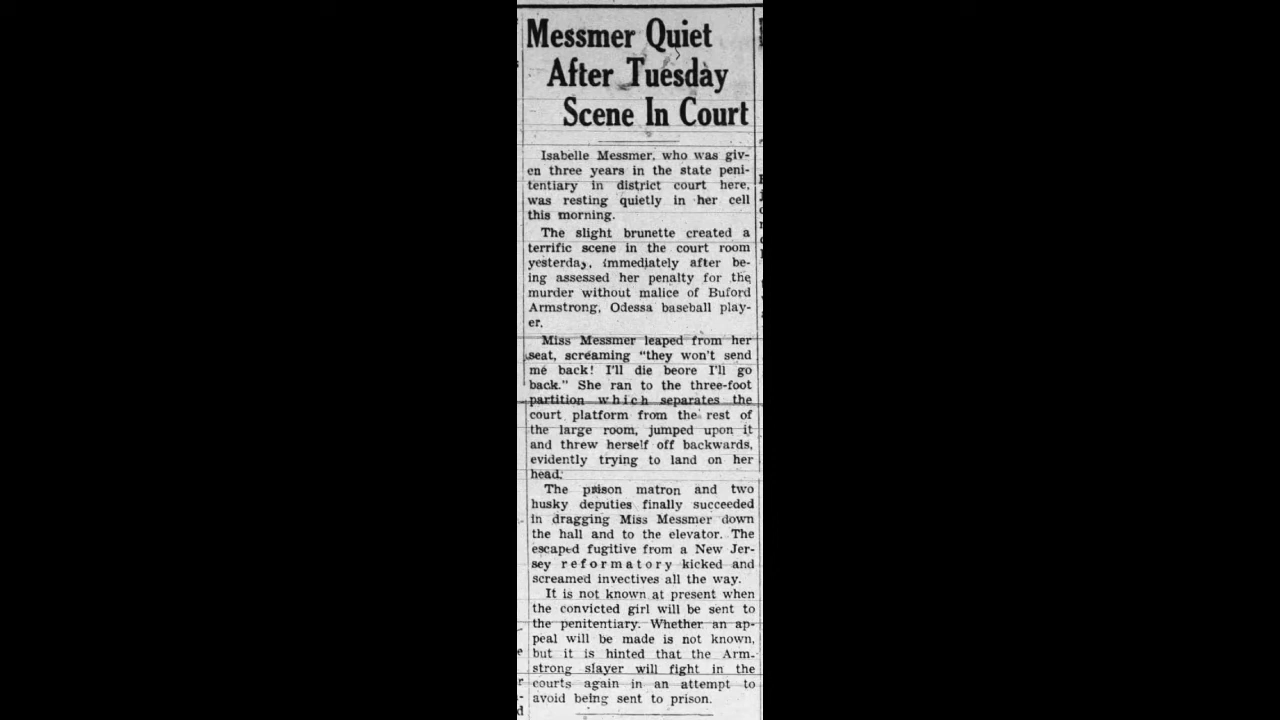 Messmer Quiet
After Tuesday
Scene In Court
Isabelle Messmer, who was giv-
en three years in the state peni-
tentiary in district court here,
was resting quietly in her cell
this morning.
The slight brunette created a
terrific scene in the court room
yesterday, immediately after be-
ing assessed her penalty for the
murder without malice of Buford
Armstrong, Odessa baseball play-
er.
Miss Messmer leaped from her
seat, screaming "they won't send
me back! I'll die beore I'll go
back." She ran to the three-foot
partition which separates the
court platform from the rest of
the large room, jumped upon it
and threw herself off backwards,
evidently trying to land on her
head.
The prison matron and two
husky deputies finally succeeded
in dragging Miss Messmer down
the hall and to the elevator. The
escaped fugitive from a New Jer-
sey reformatory kicked and
screamed invectives all the way.
It is not known at present when
the convicted girl will be sent to
the penitentiary. Whether an ap-
peal will be made is not known,
but it is hinted that the Arm-
strong slayer will fight in the
courts again in an attempt to
avoid being sent to prison.